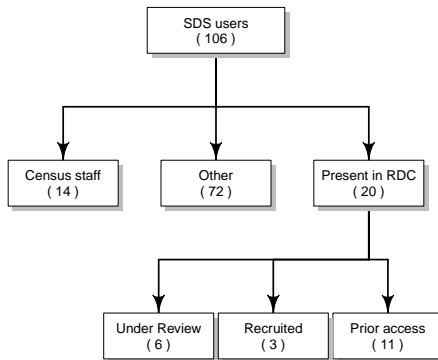 SDS users
( 106 )
Census staff
( 14 )
Other
( 72 )
Present in RDC
( 20 )
Under Review
( 6 )
Recruited
( 3 )
Prior access
( 11 )